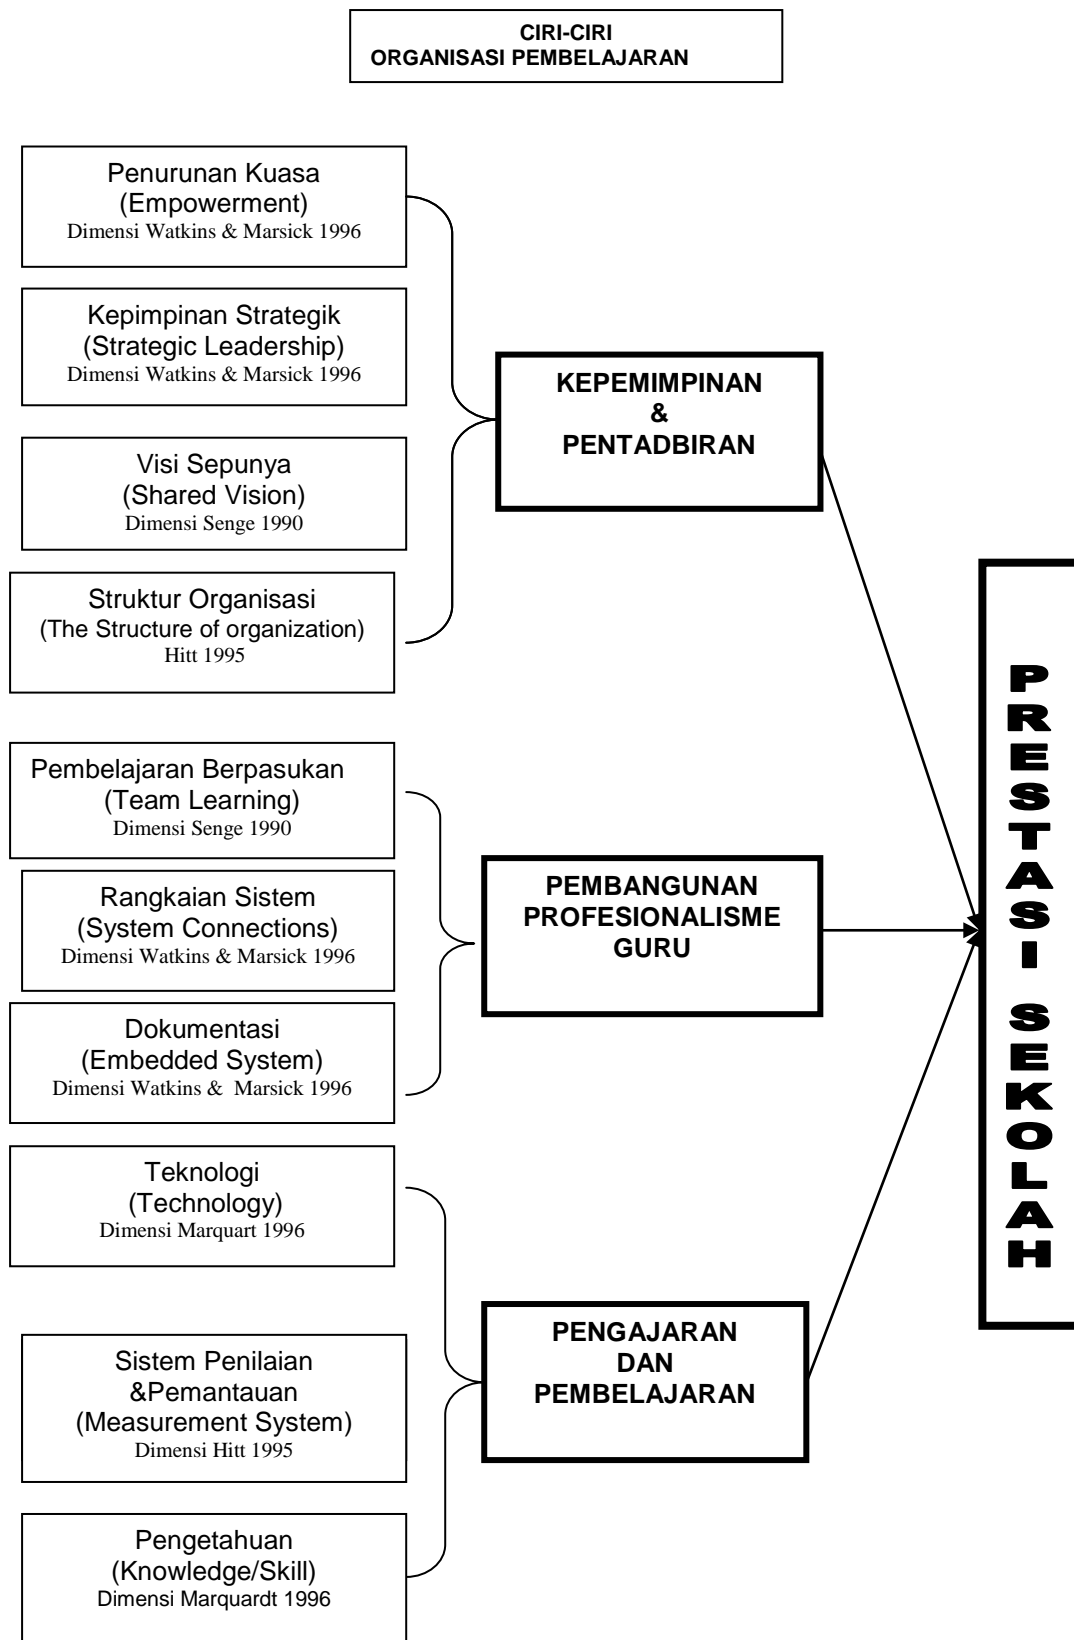 CIRI-CIRI
ORGANISASI PEMBELAJARAN
Penurunan Kuasa
(Empowerment)
Dimensi Watkins & Marsick 1996
Kepimpinan Strategik
(Strategic Leadership)
Dimensi Watkins & Marsick 1996
Visi Sepunya
(Shared Vision)
Dimensi Senge 1990
Struktur Organisasi
(The Structure of organization)
Hitt 1995
KEPEMIMPINAN
&
PENTADBIRAN
Pembelajaran Berpasukan
(Team Learning)
Dimensi Senge 1990
Rangkaian Sistem
(System Connections)
Dimensi Watkins & Marsick 1996
Dokumentasi
(Embedded System)
Dimensi Watkins &  Marsick 1996
PEMBANGUNAN
PROFESIONALISME
GURU
Teknologi
(Technology)
Dimensi Marquart 1996
Sistem Penilaian
&Pemantauan
(Measurement System)
Dimensi Hitt 1995
Pengetahuan
(Knowledge/Skill)
Dimensi Marquardt 1996
PENGAJARAN
DAN
PEMBELAJARAN
PRESTASI SEKOLAH